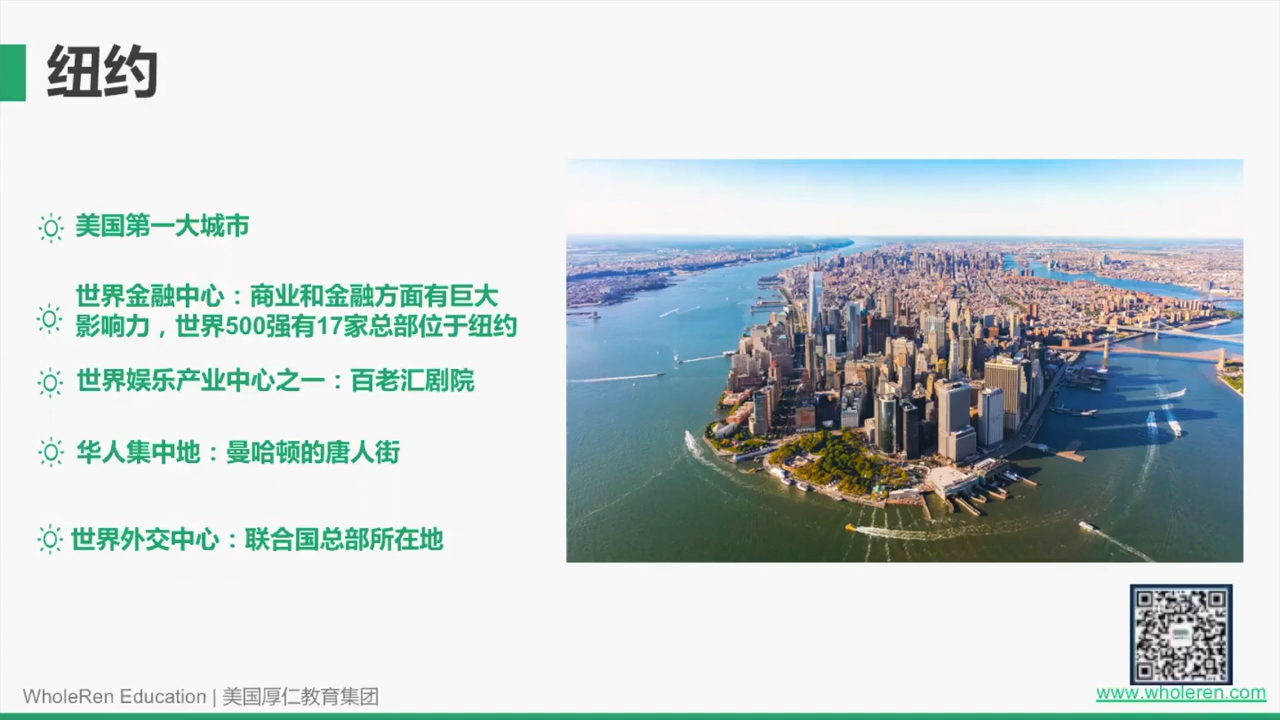 纽约
美国第一大城市
世界金融中心：商业和金融方面有巨大
影响力，世界500强有17家总部位于纽约
世界娱乐产业中心之一：百老汇剧院
华人集中地：曼哈顿的唐人街
世界外交中心：联合国总部所在地
WholeRen Education | 美国厚仁教育集团
www.wholeren.com